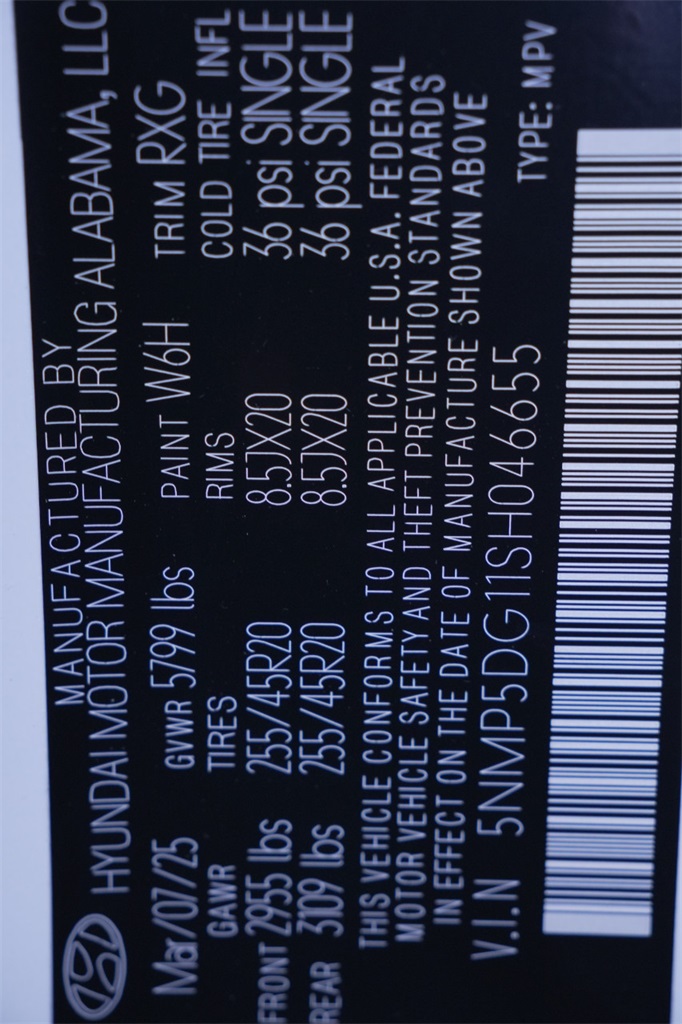 MANUFACTURED BY
HYUNDAI MOTOR MANUFACTURING ALABAMA, LLC
Mar/07/25 GVWR 5799 lbs PAINT W6H TRIM RXG
GAWR TIRES RIMS COLD TIRE INFL
FRONT 2955 lbs 255/45R20 8.5JX20 36 psi SINGLE
REAR 3109 lbs 255/45R20 8.5JX20 36 psi SINGLE
THIS VEHICLE CONFORMS TO ALL APPLICABLE U.S.A. FEDERAL
MOTOR VEHICLE SAFETY AND THEFT PREVENTION STANDARDS
IN EFFECT ON THE DATE OF MANUFACTURE SHOWN ABOVE
V.I.N 5NMP5DG11SH046655 TYPE: MPV